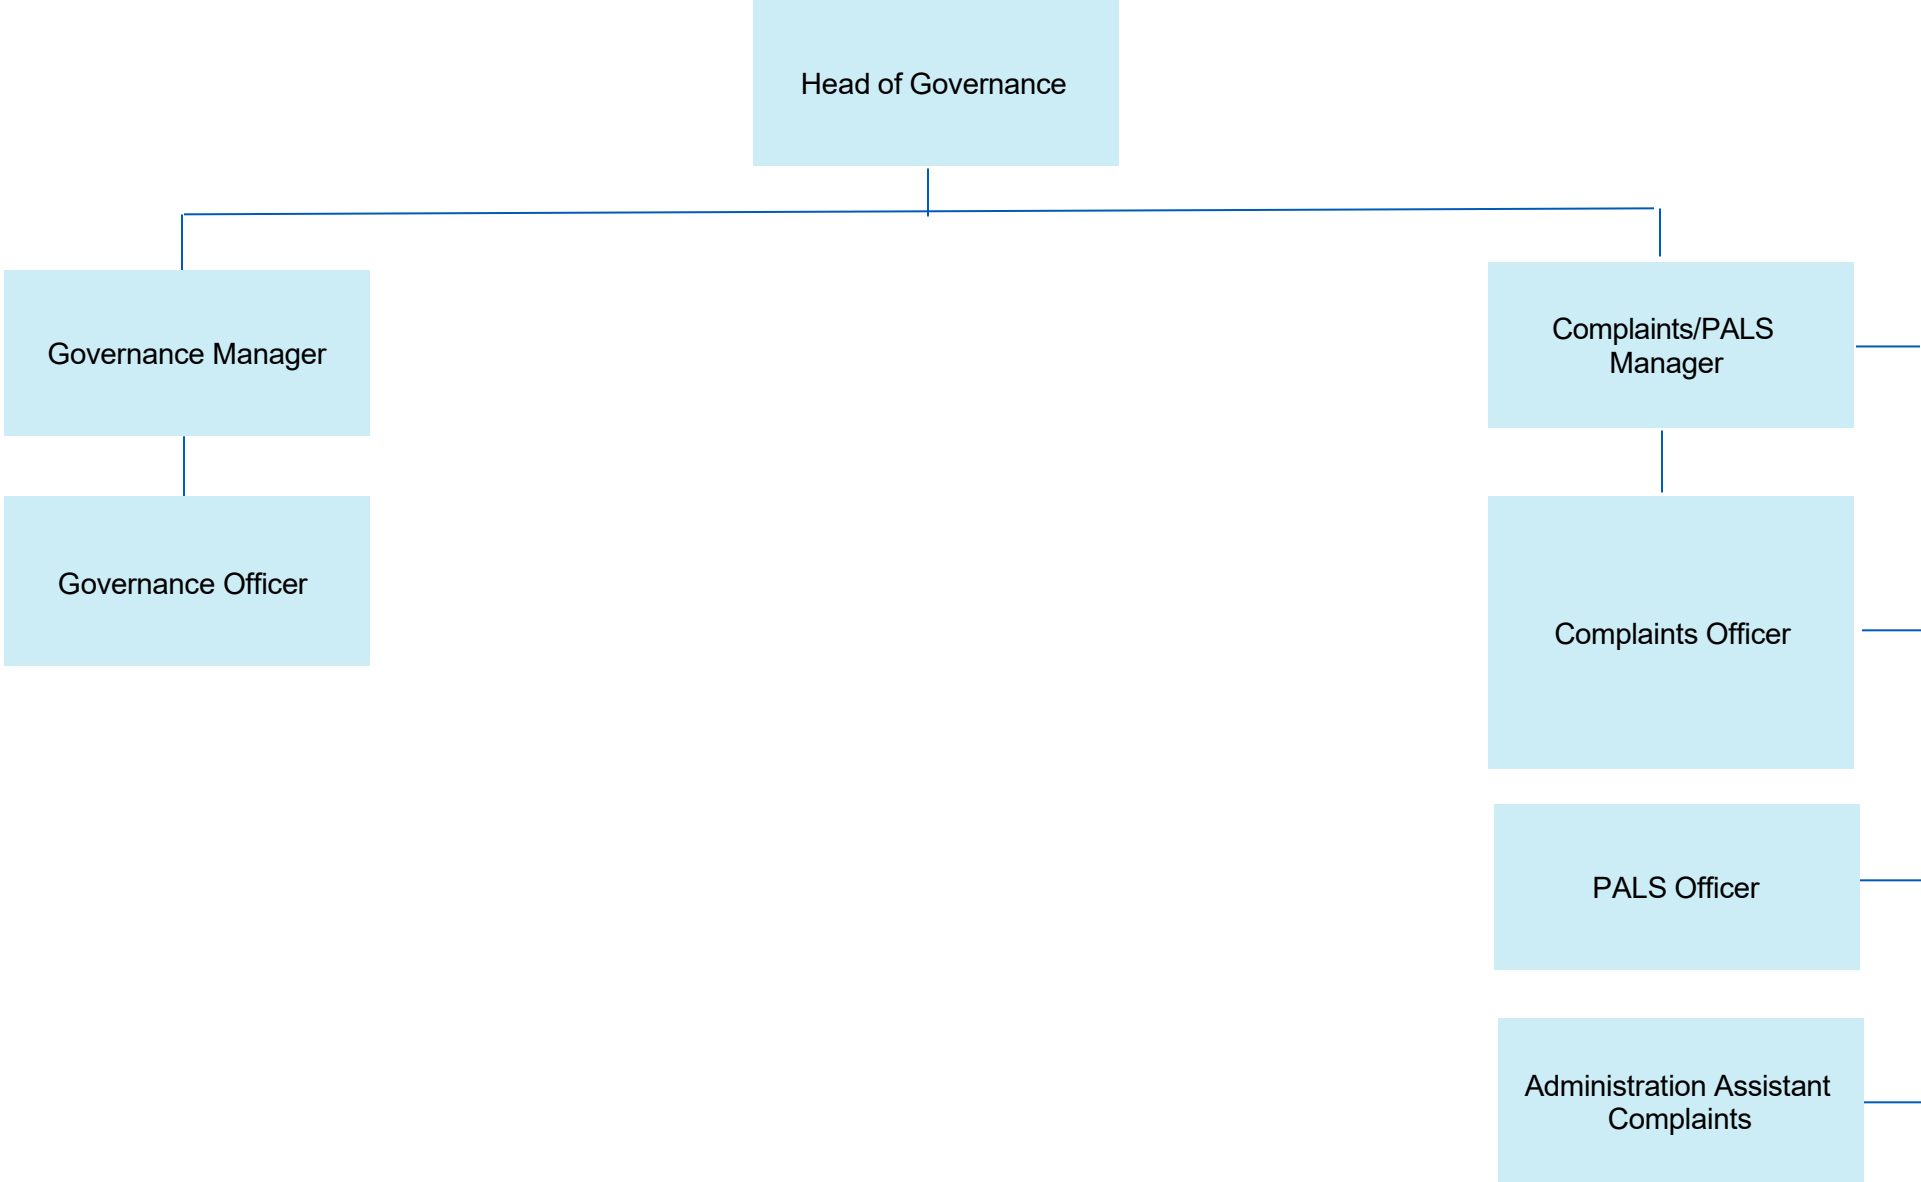 Head of Governance
Governance Manager
Complaints/PALS
Manager
Governance Officer
Complaints Officer
PALS Officer
Administration Assistant
Complaints